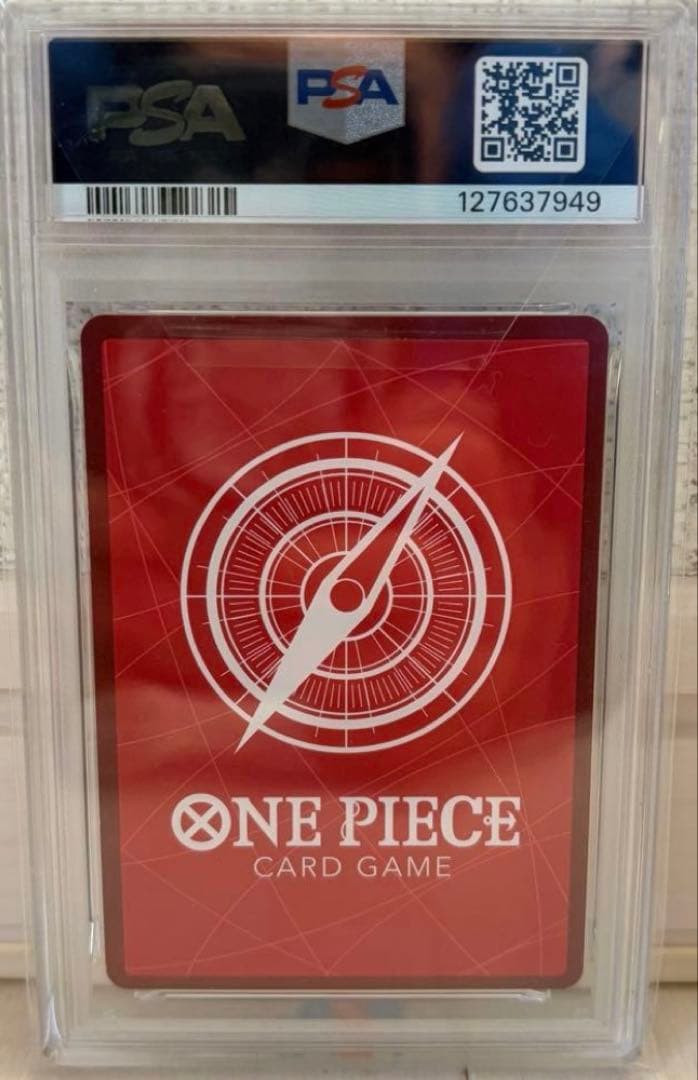 PSA PSA
127637949
ONE PIECE
CARD GAME